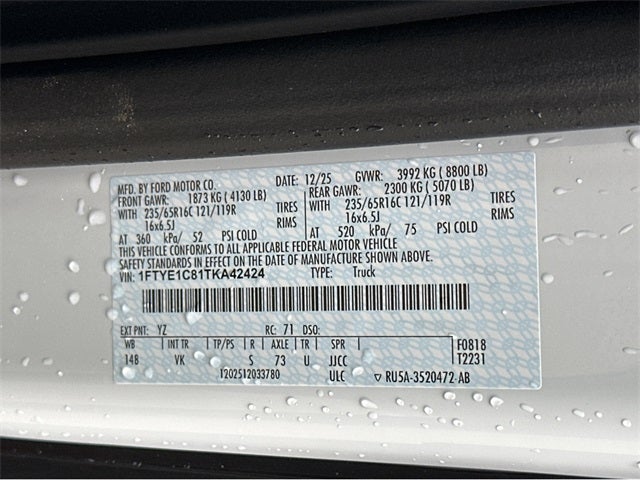 MFD. BY FORD MOTOR CO.
DATE: 12/25 GVWR: 3992 KG ( 8800 LB)
FRONT GAWR: 1873 KG ( 4130 LB)
REAR GAWR: 2300 KG ( 5070 LB)
WITH 235/65R16C 121/119R TIRES
WITH 235/65R16C 121/119R TIRES
16x6.5J RIMS
16x6.5J RIMS
AT 360 kPa/ 52 PSI COLD
AT 520 kPa/ 75 PSI COLD
THIS VEHICLE CONFORMS TO ALL APPLICABLE FEDERAL MOTOR VEHICLE
SAFETY STANDARDS IN EFFECT ON THE DATE OF MANUFACTURE SHOWN ABOVE.
VIN: 1FTYE1C81TKA42424 TYPE: Truck
EXT PNT: YZ RC: 71 DSO:
WB INT TR TP/PS R AXLE TR SPR
148 VK S 73 U JJCC
F0818
T2231
1202512033780 ULC RU5A-3520472-AB